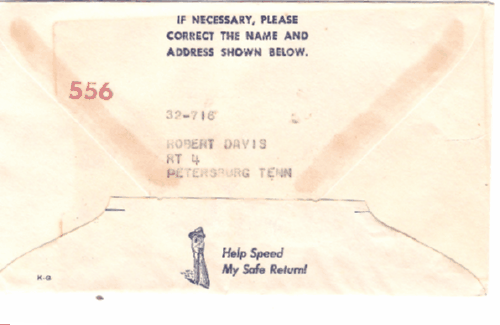 IF NECESSARY, PLEASE
CORRECT THE NAME AND
ADDRESS SHOWN BELOW.
556
32-716
ROBERT DAVIS
RT 4
PETERSBURG TENN
Help Speed
My Safe Return!
K-G